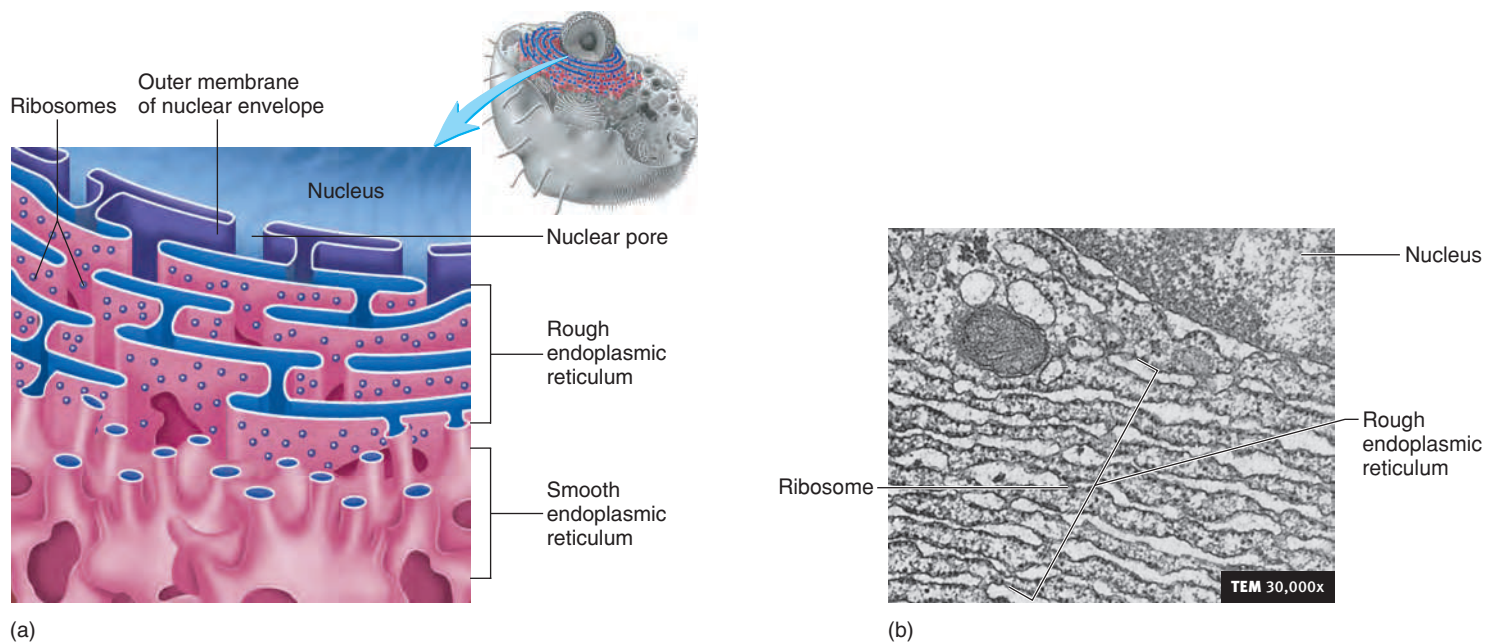 Ribosomes
Outer membrane
of nuclear envelope
Nucleus
Nuclear pore
Rough
endoplasmic
reticulum
Smooth
endoplasmic
reticulum
(a)
Nucleus
Rough
endoplasmic
reticulum
Ribosome
TEM 30,000x
(b)